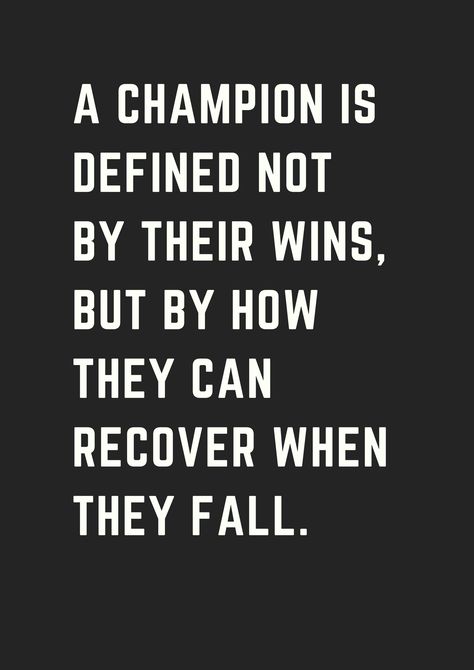 A CHAMPION IS
DEFINED NOT
BY THEIR WINS,
BUT BY HOW
THEY CAN
RECOVER WHEN
THEY FALL.